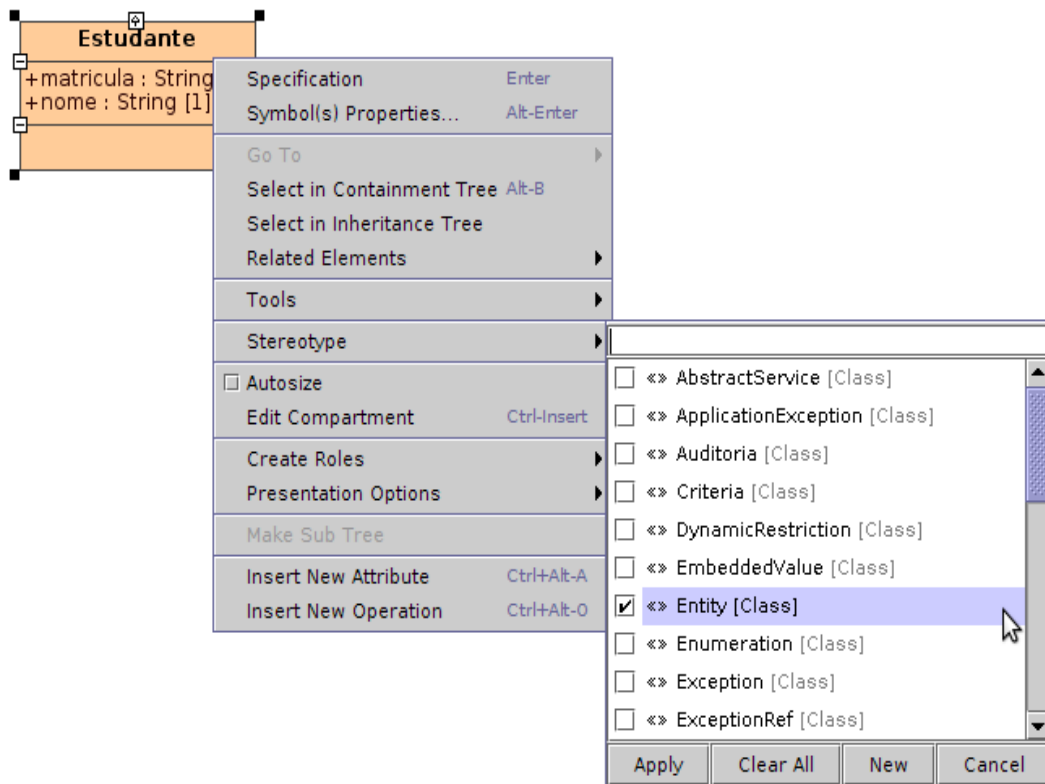 Estudante
+matricula : String
+nome : String [1]
Specification Enter
Symbol(s) Properties... Alt-Enter
Go To
Select in Containment Tree Alt-B
Select in Inheritance Tree
Related Elements
Tools
Stereotype
Autosize
Edit Compartment Ctrl-Insert
Create Roles
Presentation Options
Make Sub Tree
Insert New Attribute Ctrl+Alt-A
Insert New Operation Ctrl+Alt-O
«» AbstractService [Class]
«» ApplicationException [Class]
«» Auditoria [Class]
«» Criteria [Class]
«» DynamicRestriction [Class]
«» EmbeddedValue [Class]
«» Entity [Class]
«» Enumeration [Class]
«» Exception [Class]
«» ExceptionRef [Class]
Apply Clear All New Cancel